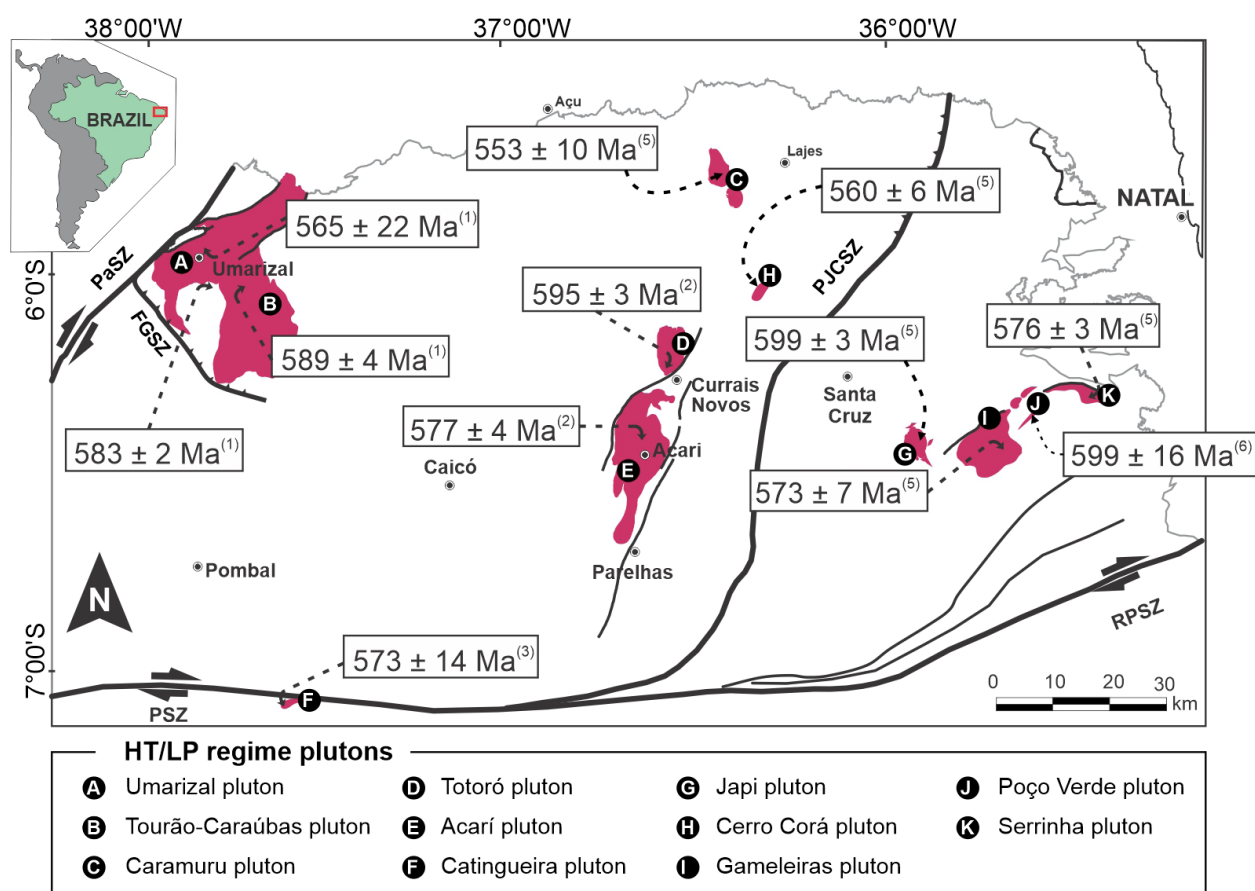 38°00'W
37°00'W
36°00'W
BRAZIL
Açu
553 ± 10 Ma(5)
Lajes
C
560 ± 6 Ma(5)
NATAL
565 ± 22 Ma(1)
PaSZ
A
Umarizal
6°0'S
B
H
PJCSZ
595 ± 3 Ma(2)
FGSZ
599 ± 3 Ma(5)
576 ± 3 Ma(5)
589 ± 4 Ma(1)
D
Currais
Novos
Santa
Cruz
K
J
I
583 ± 2 Ma(1)
577 ± 4 Ma(2)
Acari
G
599 ± 16 Ma(6)
Caicó
E
573 ± 7 Ma(5)
Parelhas
Pombal
N
RPSZ
573 ± 14 Ma(3)
7°00'S
F
PSZ
0 10 20 30
km
HT/LP regime plutons
A Umarizal pluton
B Tourão-Caraúbas pluton
C Caramuru pluton
D Totoró pluton
E Acarí pluton
F Catingueira pluton
G Japi pluton
H Cerro Corá pluton
I Gameleiras pluton
J Poço Verde pluton
K Serrinha pluton